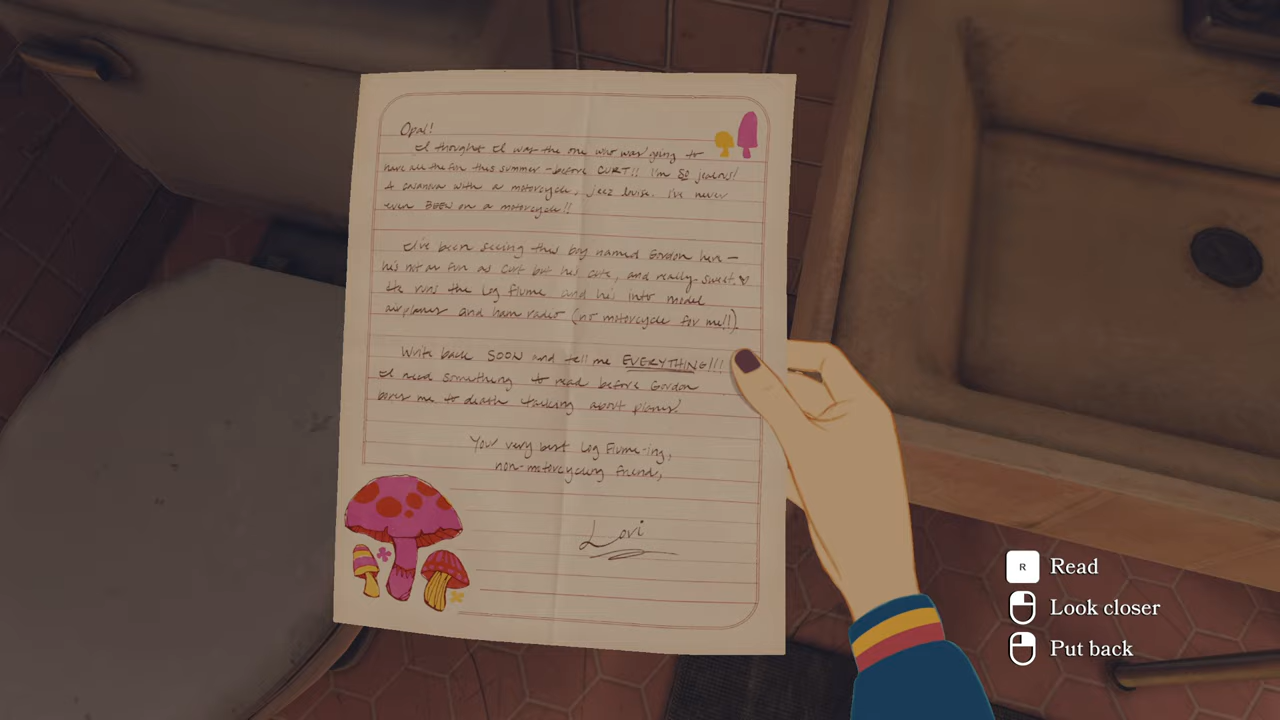 Opal!
I thought I was the one who was going to
have all the fun this summer - before CURT!! I'm SO jealous!
A casanova with a motorcycle, jeez louise. I've never
even BEEN on a motorcycle!!
I've been seeing this boy named Gordon here –
he's not as fun as Curt but he's cute, and really sweet. ♡
He runs the Log Flume and he's into model
airplanes and ham radio (no motorcycle for me!!).
Write back SOON and tell me EVERYTHING!!!
I need something to read before Gordon
bores me to death talking about planes!
Your very best Log Flume-ing,
non-motorcycling friend,
Lori
R Read
Look closer
Put back